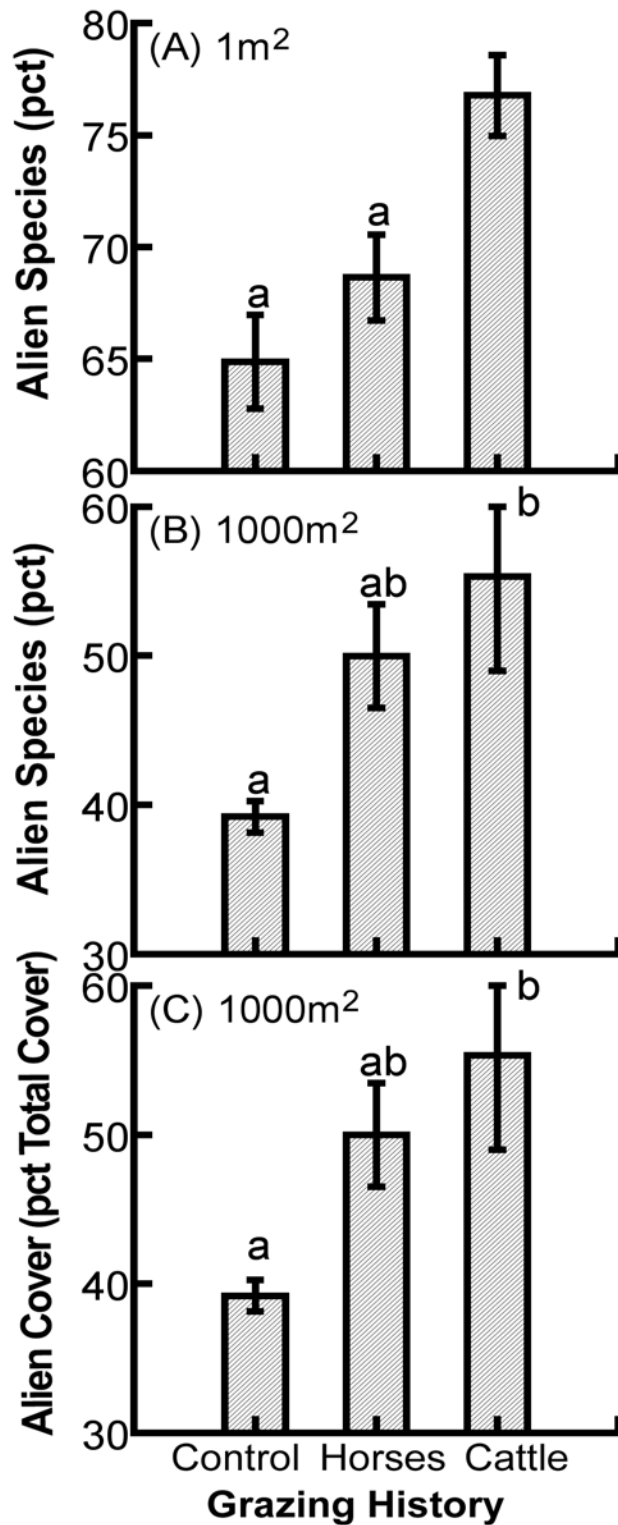 Alien Species (pct)
80
75
70
65
60
(A) 1m²
a
a
Alien Species (pct)
60
50
40
30
(B) 1000m²
a
ab
b
Alien Cover (pct Total Cover)
60
50
40
30
(C) 1000m²
a
ab
b
Control Horses Cattle
Grazing History